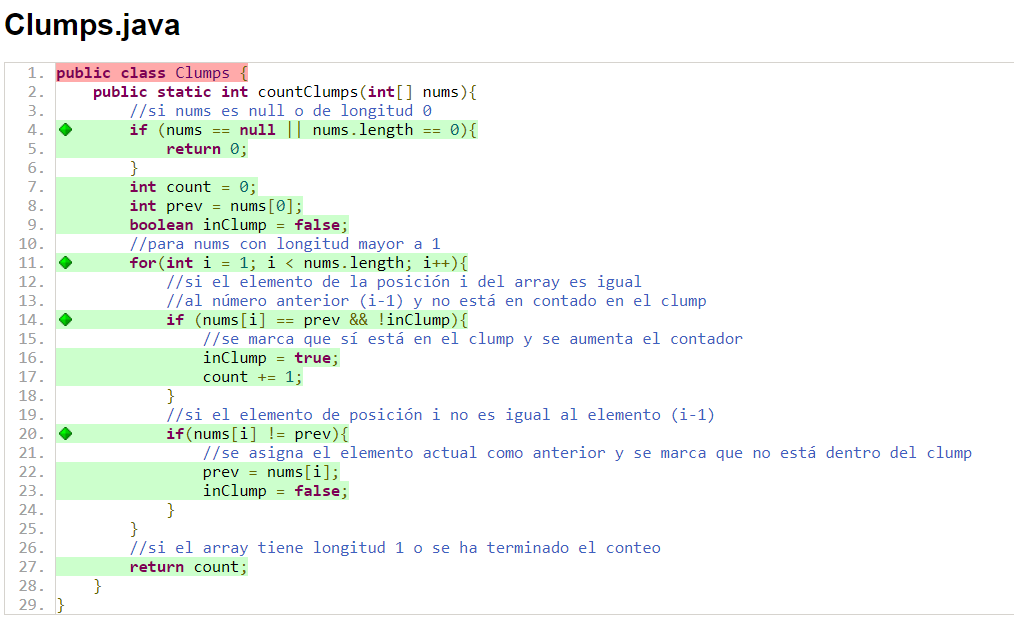 Clumps.java
1. public class Clumps {
2. public static int countClumps(int[] nums){
3. //si nums es null o de longitud 0
4. if (nums == null || nums.length == 0){
5. return 0;
6. }
7. int count = 0;
8. int prev = nums[0];
9. boolean inClump = false;
10. //para nums con longitud mayor a 1
11. for(int i = 1; i < nums.length; i++){
12. //si el elemento de la posición i del array es igual
13. //al número anterior (i-1) y no está en contado en el clump
14. if (nums[i] == prev && !inClump){
15. //se marca que sí está en el clump y se aumenta el contador
16. inClump = true;
17. count += 1;
18. }
19. //si el elemento de posición i no es igual al elemento (i-1)
20. if(nums[i] != prev){
21. //se asigna el elemento actual como anterior y se marca que no está dentro del clump
22. prev = nums[i];
23. inClump = false;
24. }
25. }
26. //si el array tiene longitud 1 o se ha terminado el conteo
27. return count;
28. }
29. }